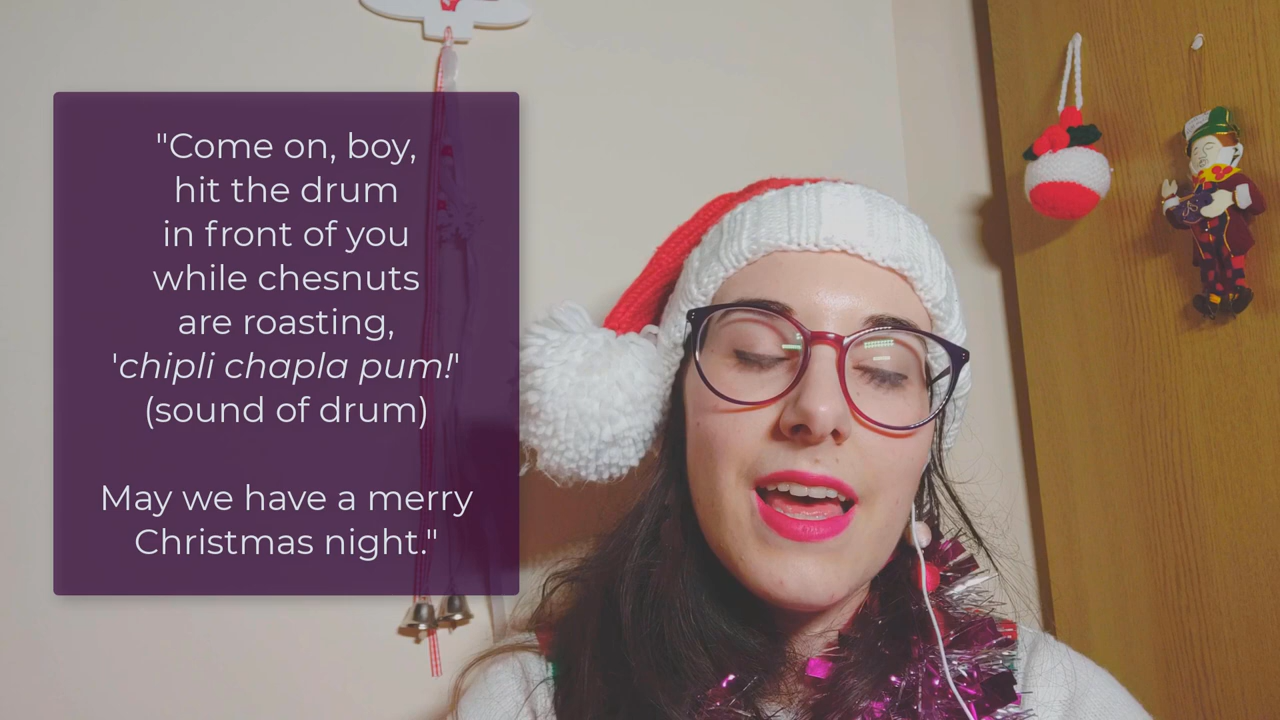 "Come on, boy,
hit the drum
in front of you
while chesnuts
are roasting,
'chipli chapla pum!'
(sound of drum)
May we have a merry
Christmas night."